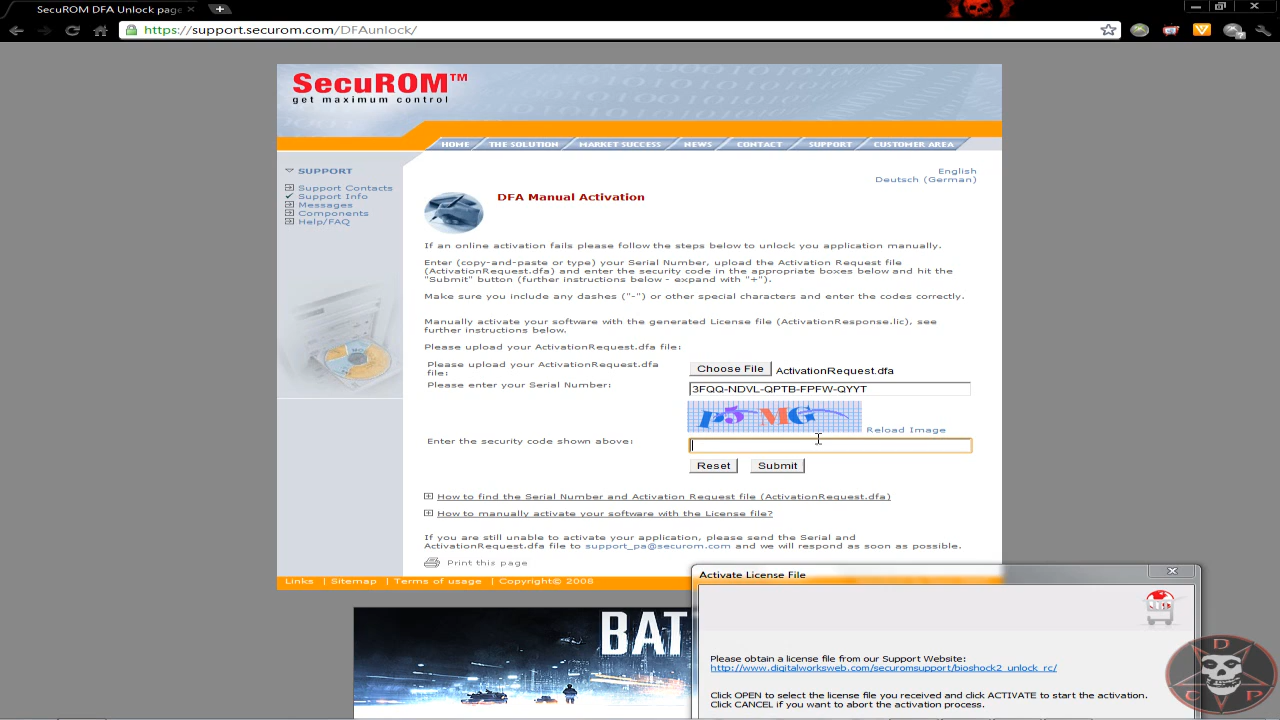 SecuROM DFA Unlock page
https://support.securom.com/DFAunlock/
SecuROM™
get maximum control
HOME THE SOLUTION MARKET SUCCESS NEWS CONTACT SUPPORT CUSTOMER AREA
SUPPORT
Support Contacts
Support Info
Messages
Components
Help/FAQ
English
Deutsch (German)
DFA Manual Activation
If an online activation fails please follow the steps below to unlock you application manually.
Enter (copy-and-paste or type) your Serial Number, upload the Activation Request file
(ActivationRequest.dfa) and enter the security code in the appropriate boxes below and hit the
"Submit" button (further instructions below - expand with "+").
Make sure you include any dashes ("-") or other special characters and enter the codes correctly.
Manually activate your software with the generated License file (ActivationResponse.lic), see
further instructions below.
Please upload your ActivationRequest.dfa file:
Please upload your ActivationRequest.dfa
file:
Choose File ActivationRequest.dfa
Please enter your Serial Number:
3FQQ-NDVL-QPTB-FPFW-QYYT
Reload Image
Enter the security code shown above:
Reset Submit
How to find the Serial Number and Activation Request file (ActivationRequest.dfa)
How to manually activate your software with the License file?
If you are still unable to activate your application, please send the Serial and
ActivationRequest.dfa file to support_pa@securom.com and we will respond as soon as possible.
Print this page
Links | Sitemap | Terms of usage | Copyright© 2008
BAT
Activate License File
Please obtain a license file from our Support Website:
http://www.digitalworksweb.com/securomsupport/bioshock2_unlock_rc/
Click OPEN to select the license file you received and click ACTIVATE to start the activation.
Click CANCEL if you want to abort the activation process.
D
C P